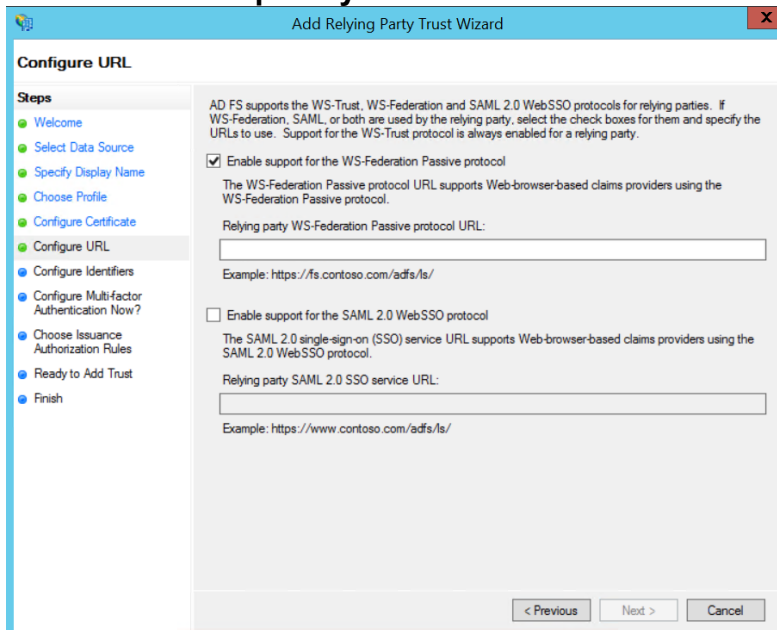 Add Relying Party Trust Wizard
X
Configure URL
Steps
Welcome
Select Data Source
Specify Display Name
Choose Profile
Configure Certificate
Configure URL
Configure Identifiers
Configure Multi-factor
Authentication Now?
Choose Issuance
Authorization Rules
Ready to Add Trust
Finish
AD FS supports the WS-Trust, WS-Federation and SAML 2.0 WebSSO protocols for relying parties. If
WS-Federation, SAML, or both are used by the relying party, select the check boxes for them and specify the
URLs to use. Support for the WS-Trust protocol is always enabled for a relying party.
Enable support for the WS-Federation Passive protocol
The WS-Federation Passive protocol URL supports Web-browser-based claims providers using the
WS-Federation Passive protocol.
Relying party WS-Federation Passive protocol URL:
Example: https://fs.contoso.com/adfs/ls/
Enable support for the SAML 2.0 WebSSO protocol
The SAML 2.0 single-sign-on (SSO) service URL supports Web-browser-based claims providers using the
SAML 2.0 WebSSO protocol.
Relying party SAML 2.0 SSO service URL:
Example: https://www.contoso.com/adfs/ls/
< Previous
Next >
Cancel